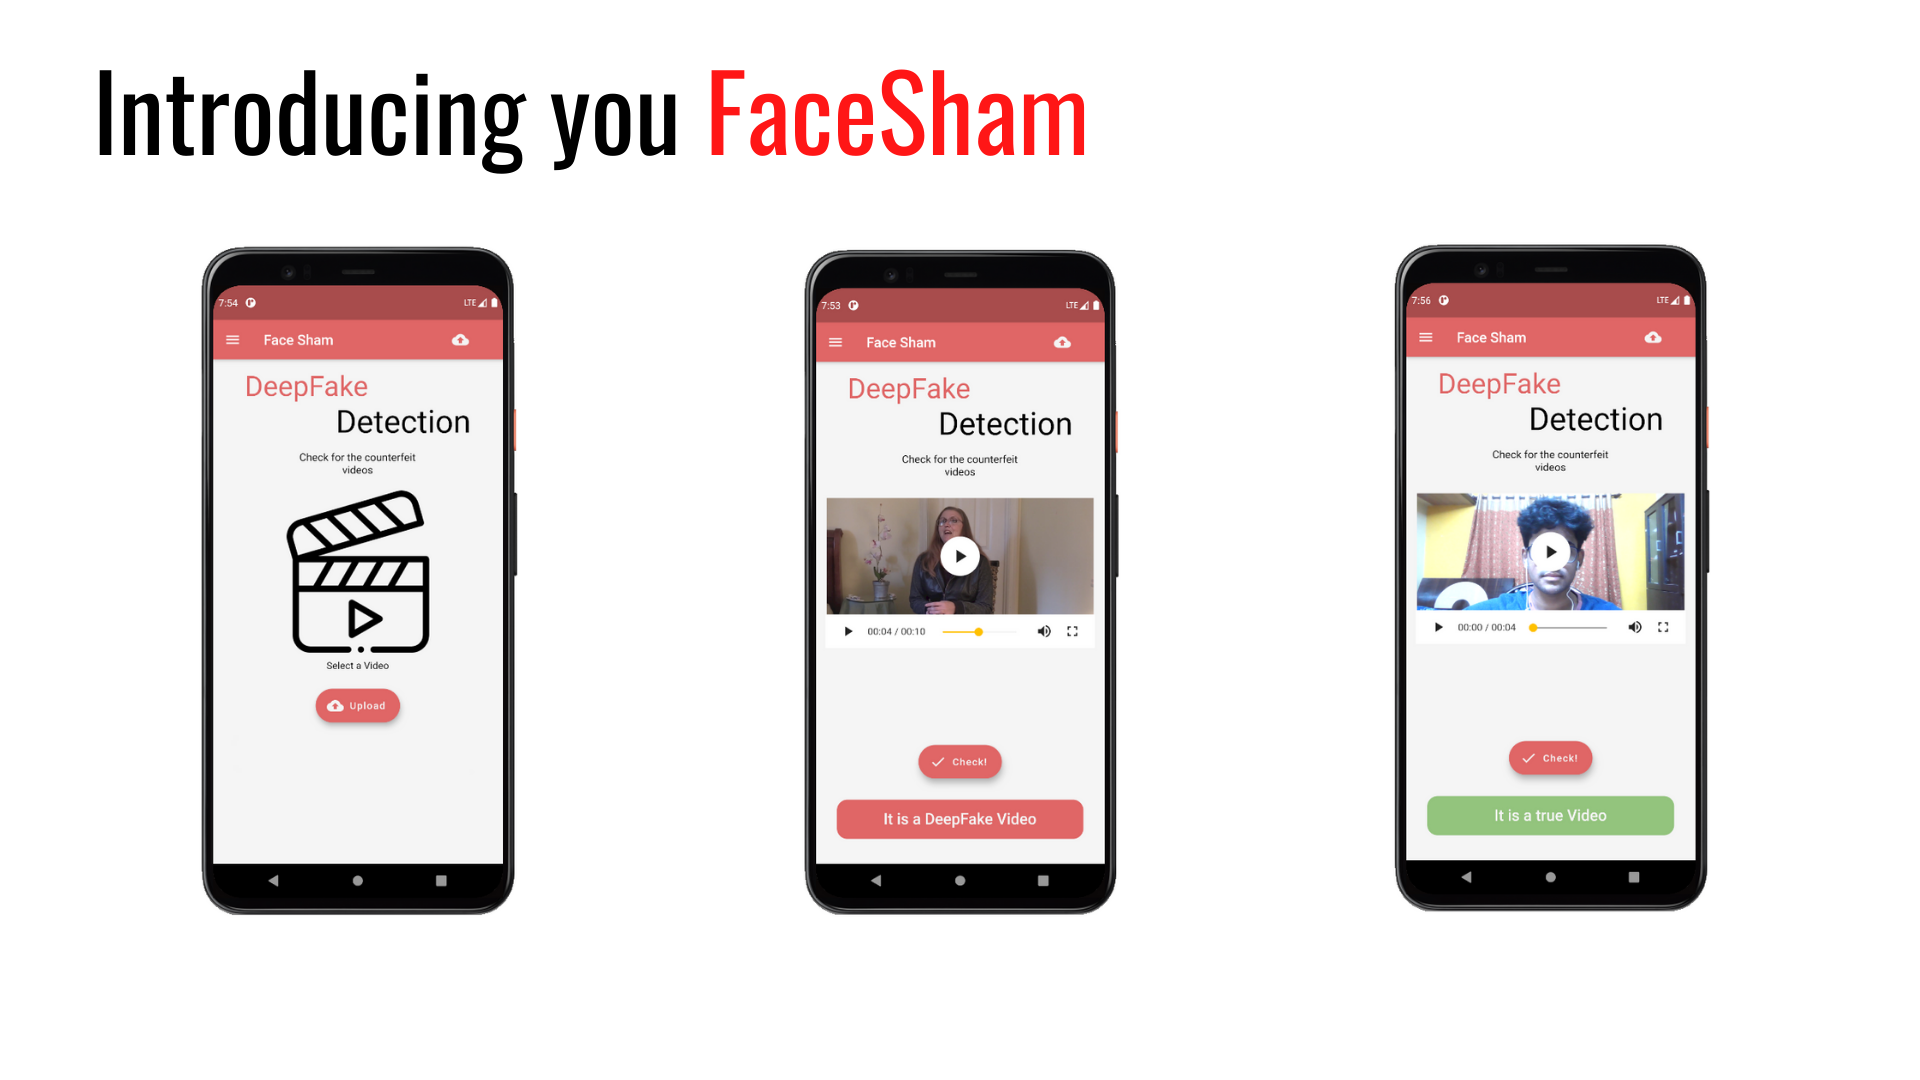 Introducing you FaceSham
7:54
LTE
Face Sham
DeepFake
Detection
Check for the counterfeit
videos
Select a Video
Upload
7:53
LTE
Face Sham
DeepFake
Detection
Check for the counterfeit
videos
00:04 / 00:10
Check!
It is a DeepFake Video
7:56
LTE
Face Sham
DeepFake
Detection
Check for the counterfeit
videos
00:00 / 00:04
Check!
It is a true Video